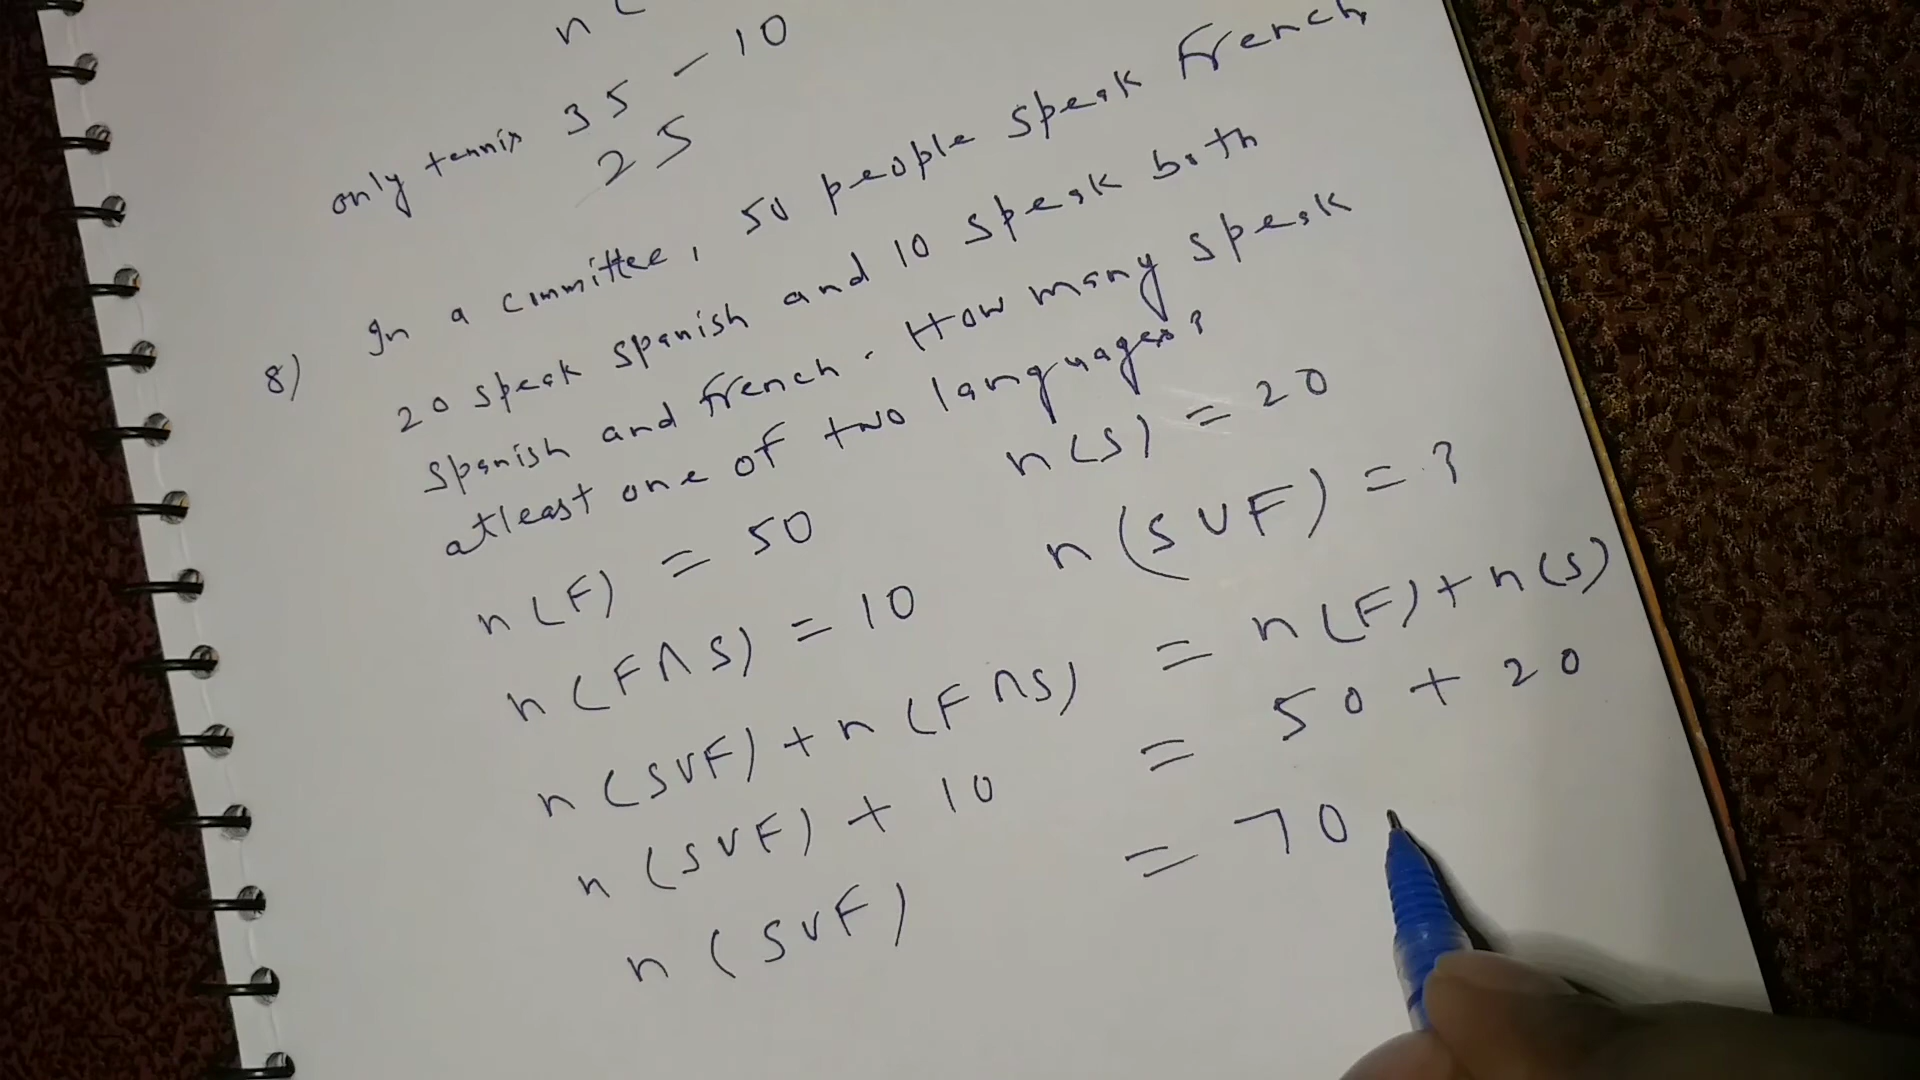 n (
only tennis 35 - 10
25
8) In a committee, 50 people speak French,
20 speak spanish and 10 speak both
spanish and french. How many speak
atleast one of two languages?
n(F) = 50 n(S) = 20
n(F∩S) = 10 n(S∪F) = ?
n(S∪F) + n(F∩S) = n(F) + n(S)
n(S∪F) + 10 = 50 + 20
n(S∪F) = 70